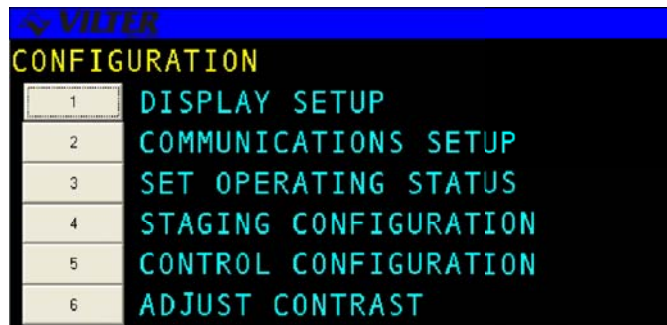 VILTER
CONFIGURATION
1 DISPLAY SETUP
2 COMMUNICATIONS SETUP
3 SET OPERATING STATUS
4 STAGING CONFIGURATION
5 CONTROL CONFIGURATION
6 ADJUST CONTRAST